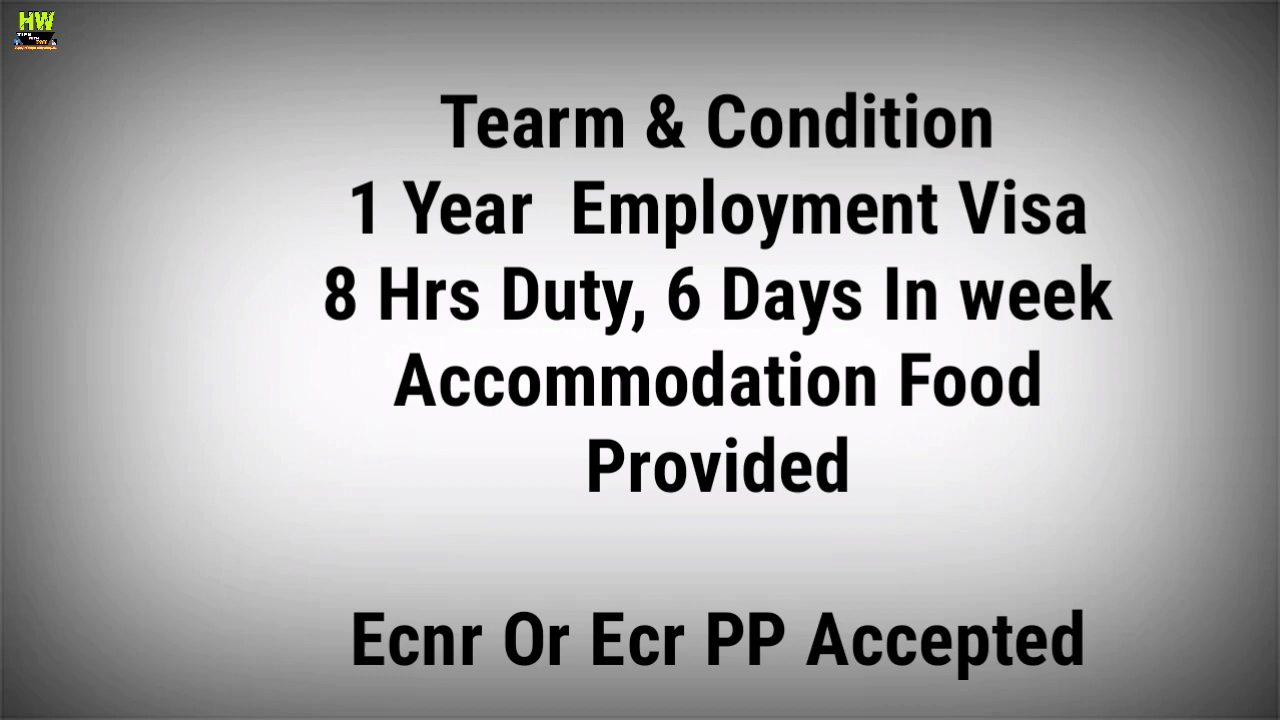 HW
Tearm & Condition
1 Year  Employment Visa
8 Hrs Duty, 6 Days In week
Accommodation Food
Provided
Ecnr Or Ecr PP Accepted